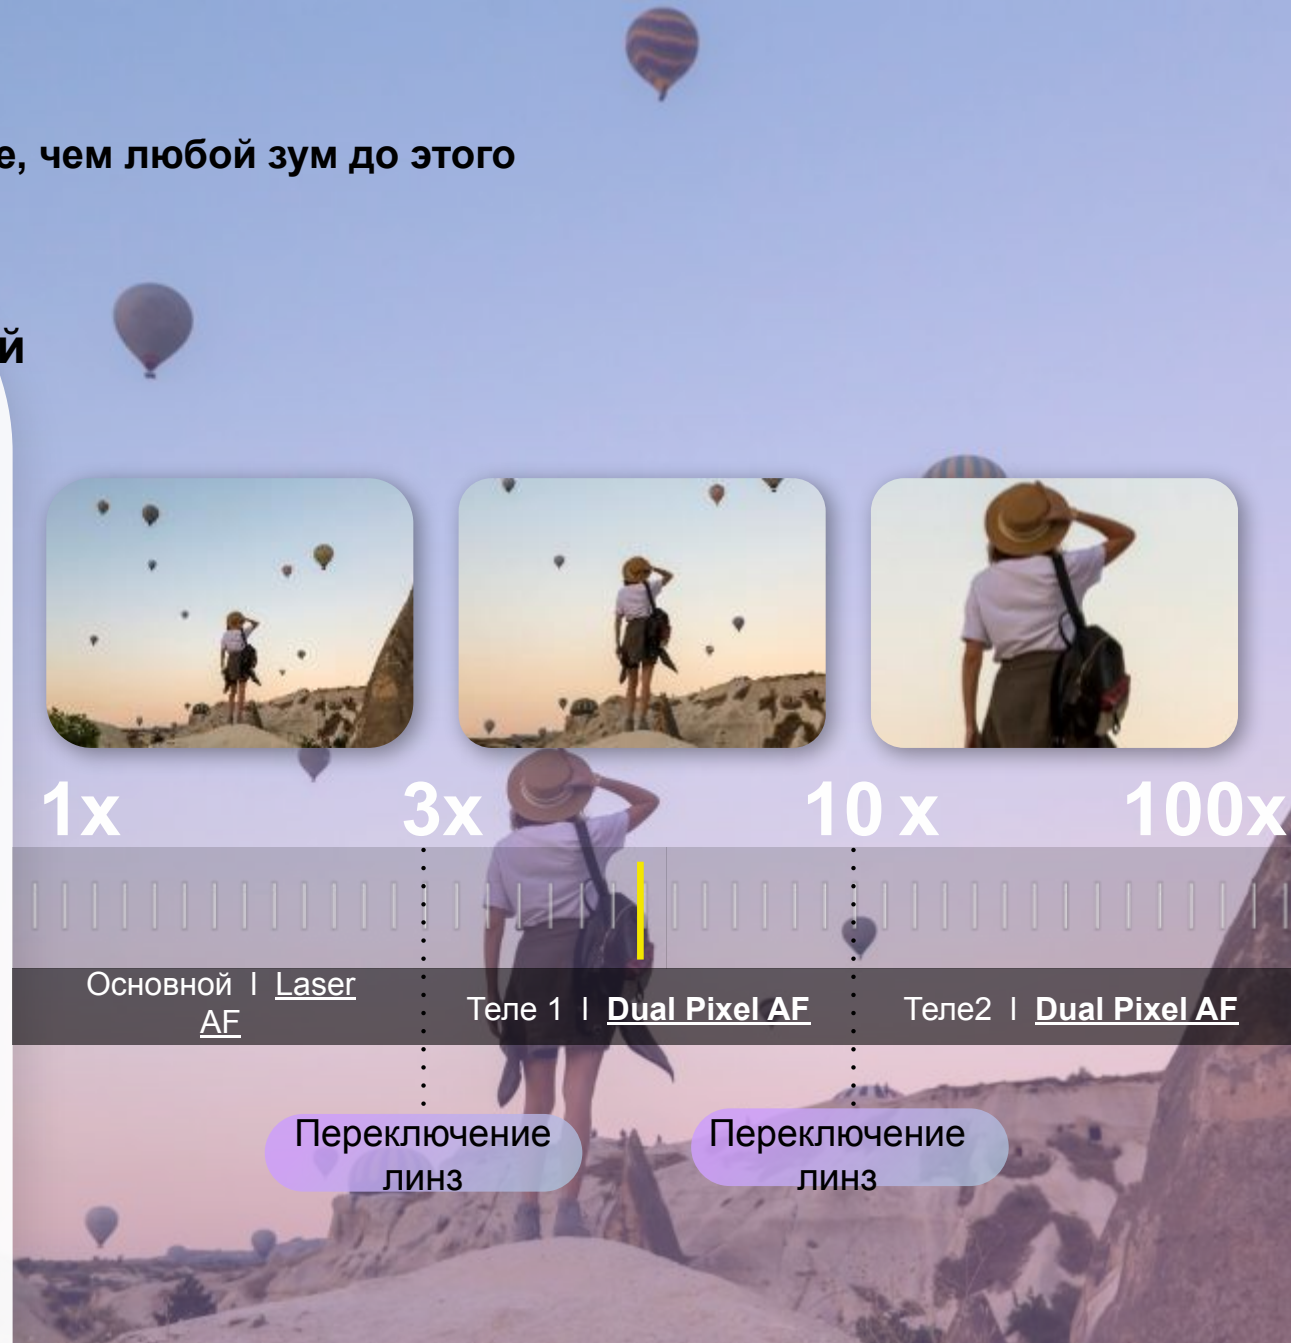 е, чем любой зум до этого
й
1x
3x
10 x
100x
Основной I Laser
AF
Теле 1 I Dual Pixel AF
Теле2 I Dual Pixel AF
Переключение
линз
Переключение
линз